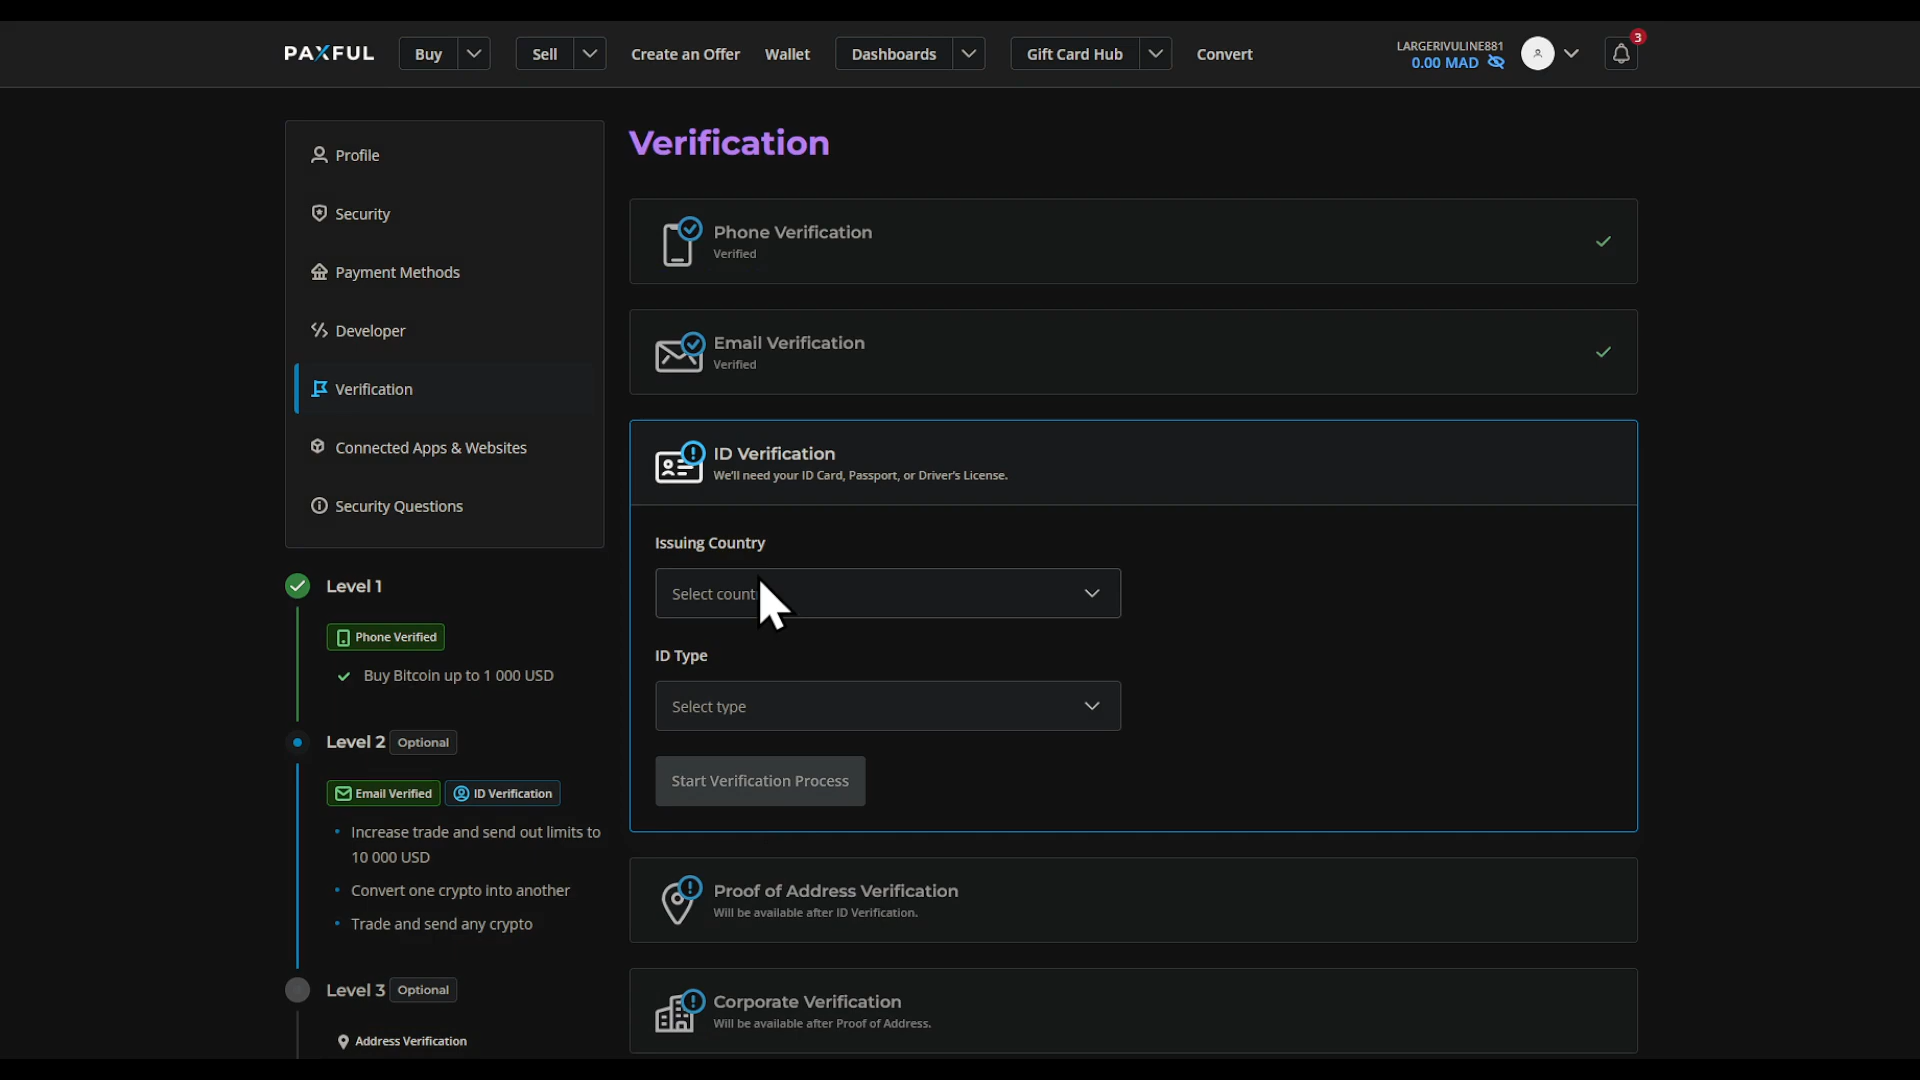 PAXFUL
Buy
Sell
Create an Offer
Wallet
Dashboards
Gift Card Hub
Convert
LARGERIVULINE881
0.00 MAD
3
Profile
Security
Payment Methods
Developer
Verification
Connected Apps & Websites
Security Questions
Level 1
Phone Verified
Buy Bitcoin up to 1 000 USD
Level 2 Optional
Email Verified
ID Verification
Increase trade and send out limits to
10 000 USD
Convert one crypto into another
Trade and send any crypto
Level 3 Optional
Address Verification
Verification
Phone Verification
Verified
Email Verification
Verified
ID Verification
We'll need your ID Card, Passport, or Driver's License.
Issuing Country
Select
ID Type
Select type
Start Verification Process
Proof of Address Verification
Will be available after ID Verification.
Corporate Verification
Will be available after Proof of Address.